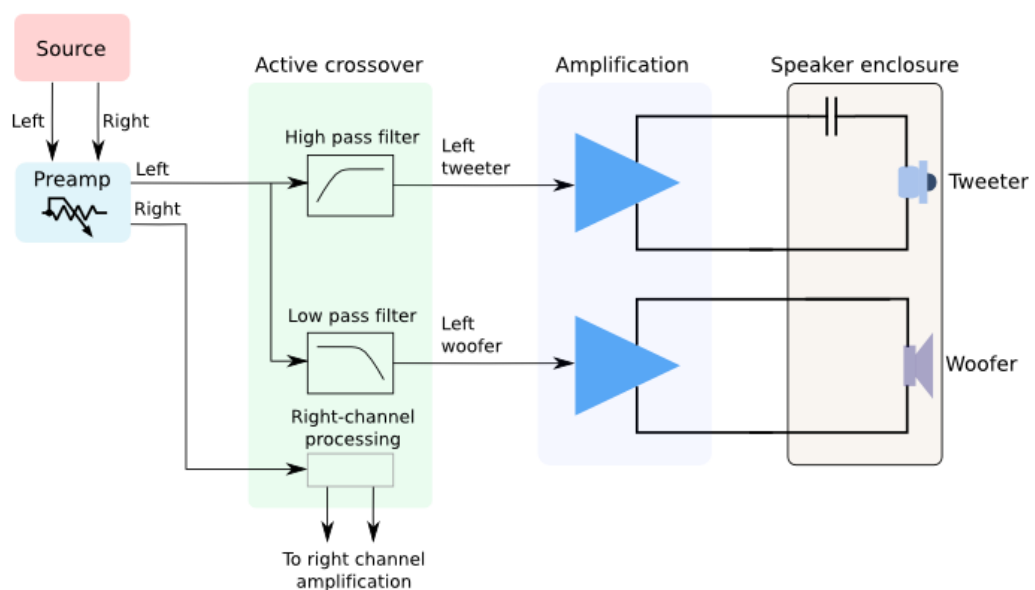 Source
Left
Right
Preamp
Left
Right
Active crossover
High pass filter
Low pass filter
Right-channel
processing
To right channel
amplification
Left
tweeter
Left
woofer
Amplification
Speaker enclosure
Tweeter
Woofer